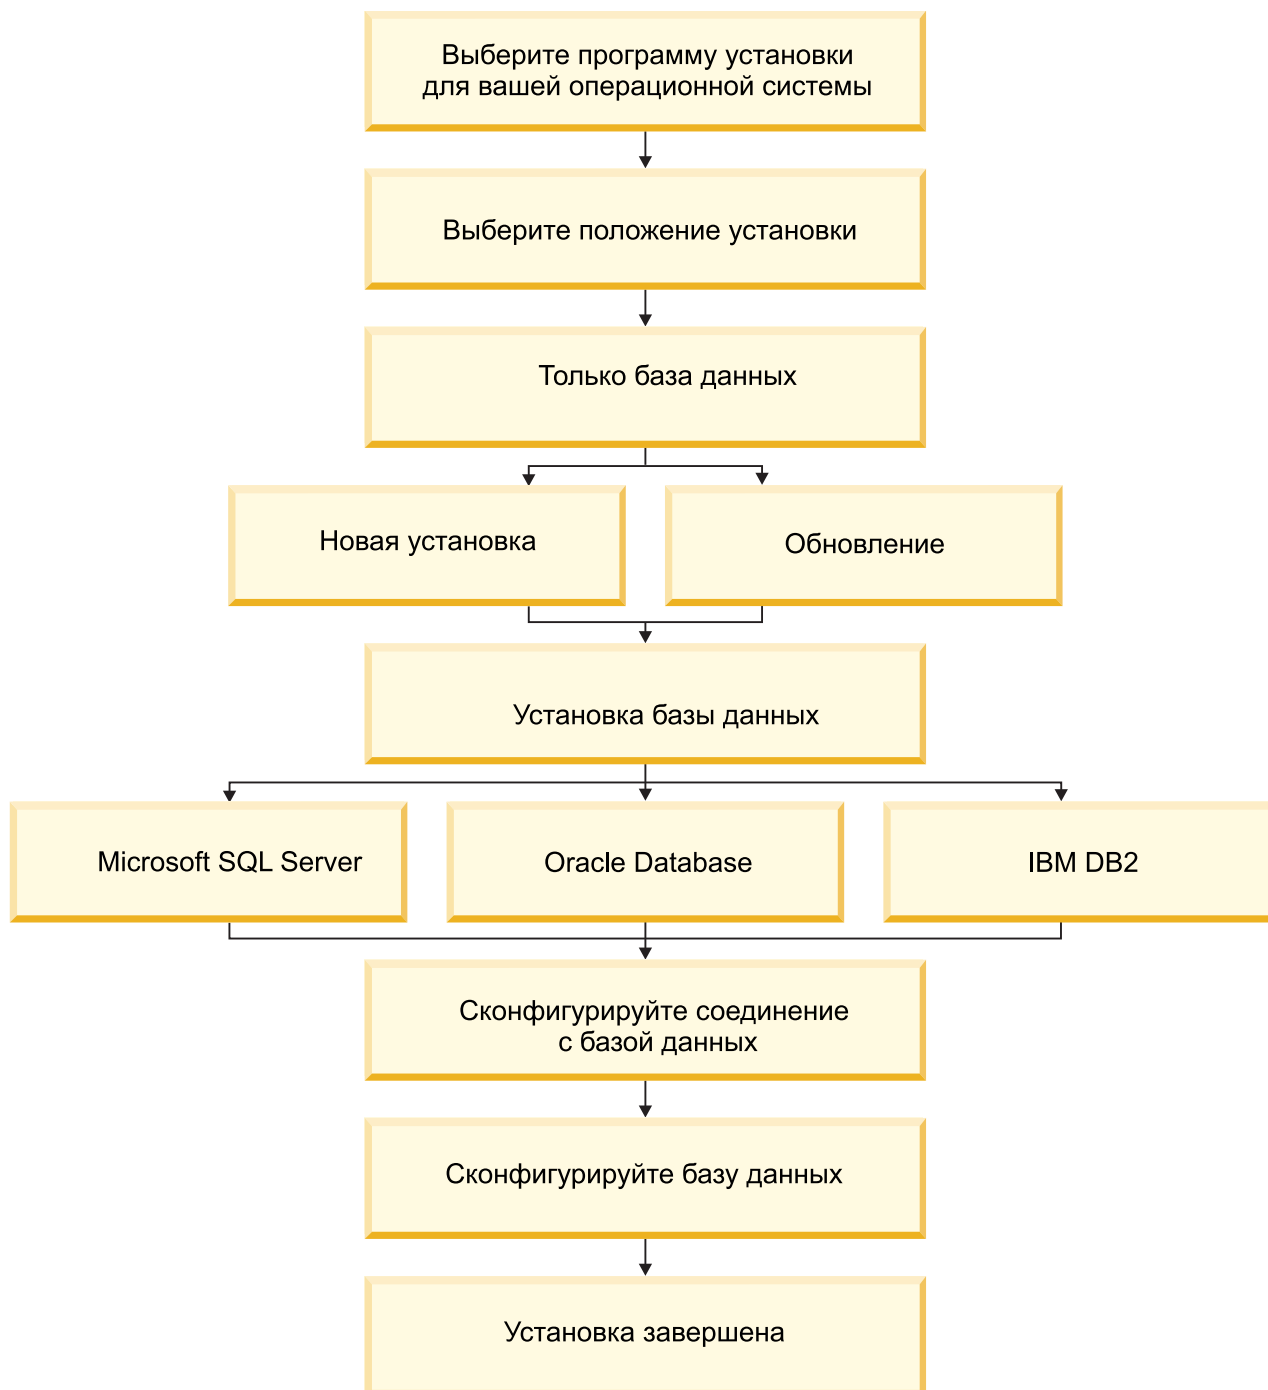 Выберите программу установки
для вашей операционной системы
Выберите положение установки
Только база данных
Новая установка
Обновление
Установка базы данных
Microsoft SQL Server
Oracle Database
IBM DB2
Сконфигурируйте соединение
с базой данных
Сконфигурируйте базу данных
Установка завершена